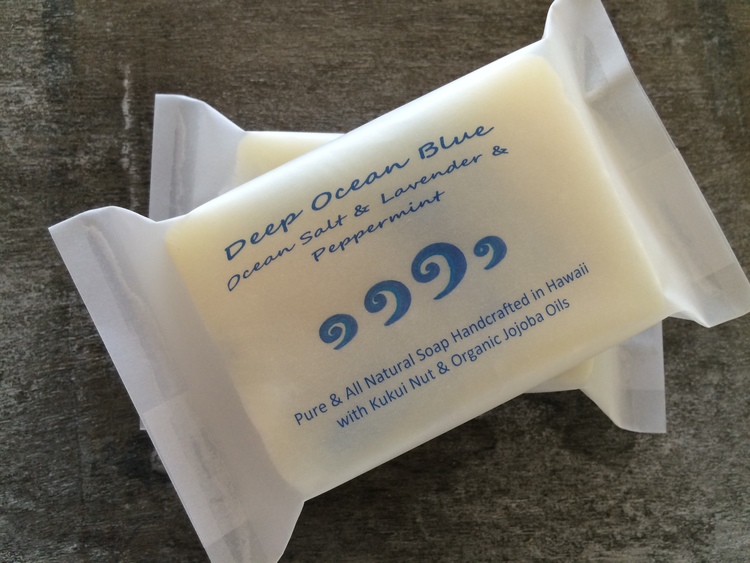 Deep Ocean Blue
Ocean Salt & Lavender &
Peppermint
Pure & All Natural Soap Handcrafted in Hawaii
with Kukui Nut & Organic Jojoba Oils